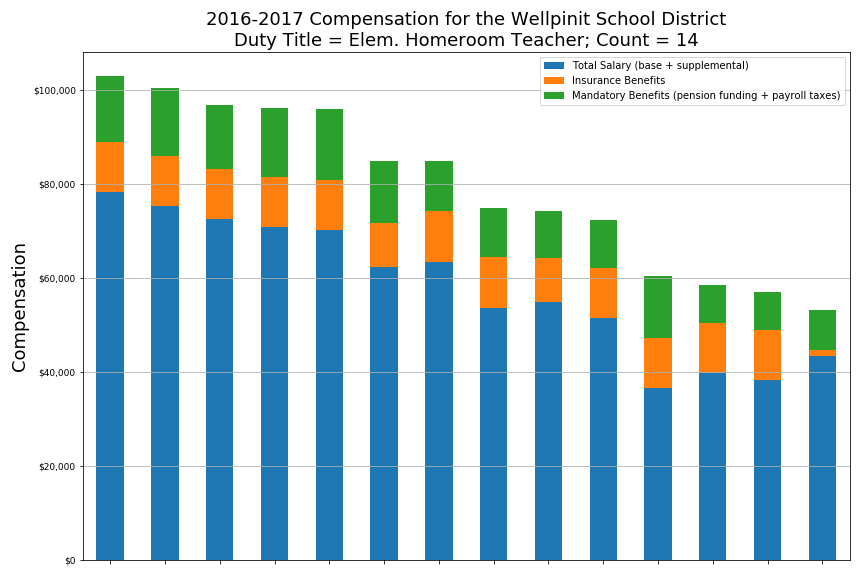 2016-2017 Compensation for the Wellpinit School District
Duty Title = Elem. Homeroom Teacher; Count = 14
Total Salary (base + supplemental)
Insurance Benefits
Mandatory Benefits (pension funding + payroll taxes)
Compensation
$100,000
$80,000
$60,000
$40,000
$20,000
$0